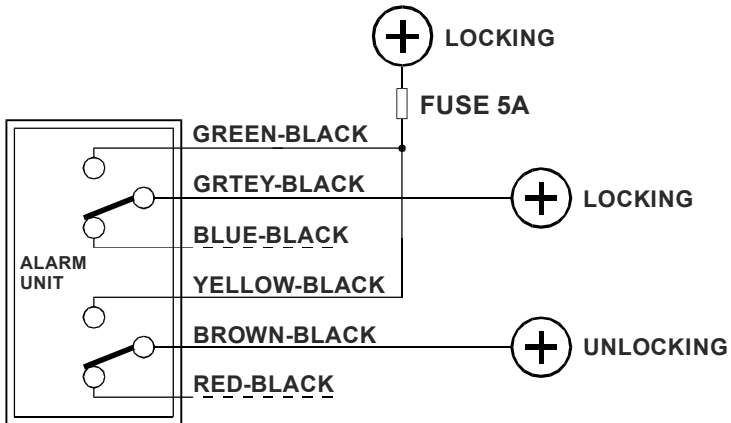 LOCKING
FUSE 5A
GREEN-BLACK
GRTEY-BLACK
LOCKING
BLUE-BLACK
ALARM
UNIT
YELLOW-BLACK
BROWN-BLACK
UNLOCKING
RED-BLACK